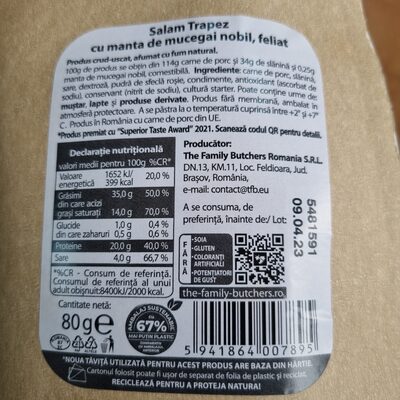 Salam Trapez
cu manta de mucegai nobil, feliat
Produs crud-uscat, afumat cu fum natural.
100g de produs se obțin din 114g carne de porc și 34g de slănină și 0,25g
manta de mucegai nobil, comestibilă. Ingrediente: carne de porc, slănină,
sare, dextroză, pudră de sfeclă roșie, condimente, antioxidant (ascorbat de
sodiu), conservant (nitrit de sodiu), cultură starter. Poate conține urme de:
muștar, lapte și produse derivate. Produs fără membrană, ambalat în
atmosferă protectoare. A se păstra la o temperatură cuprinsă între +2° și +7°
C. Produs în România cu carne de porc din UE.
*Produs premiat cu "Superior Taste Award" 2021. Scanează codul QR pentru detalii.
Declarație nutrițională
valori medii pentru 100g %CR*
Valoare energetică 1652 kJ/ 399 kcal 20,0 %
Grăsimi 35,0 g 50,0 %
din care acizi
grași saturați 14,0 g 70,0 %
Glucide 1,0 g 0,4 %
din care zaharuri 0,5 g 0,6 %
Proteine 20,0 g 40,0 %
Sare 4,0 g 66,7 %
*%CR - Consum de referință.
Consumul de referință al unui
adult obișnuit:8400kJ/2000 kcal.
Producător:
The Family Butchers Romania S.R.L.
DN.13, KM.11, Loc. Feldioara, Jud.
Brașov, România,
e-mail: contact@tfb.eu
A se consuma, de
preferință, înainte de:/ Lot:
09.04.23
5481591
FĂRĂ
-SOIA
-GLUTEN
-COLORANȚI
ARTIFICIALI
-POTENȚIATORI
DE GUST
the-family-butchers.ro
Cantitate netă:
80g e
AMBALAJ SUSTENABIL
cu
67%
MAI PUȚIN PLASTIC
5 941864 007895
*NOUA TĂVIȚĂ UTILIZATĂ PENTRU ACEST PRODUS ARE BAZA DIN HÂRTIE.
Cartonul folosit poate fi ușor de separat de folia de plastic și reciclat.
RECICLEAZĂ PENTRU A PROTEJA NATURA!